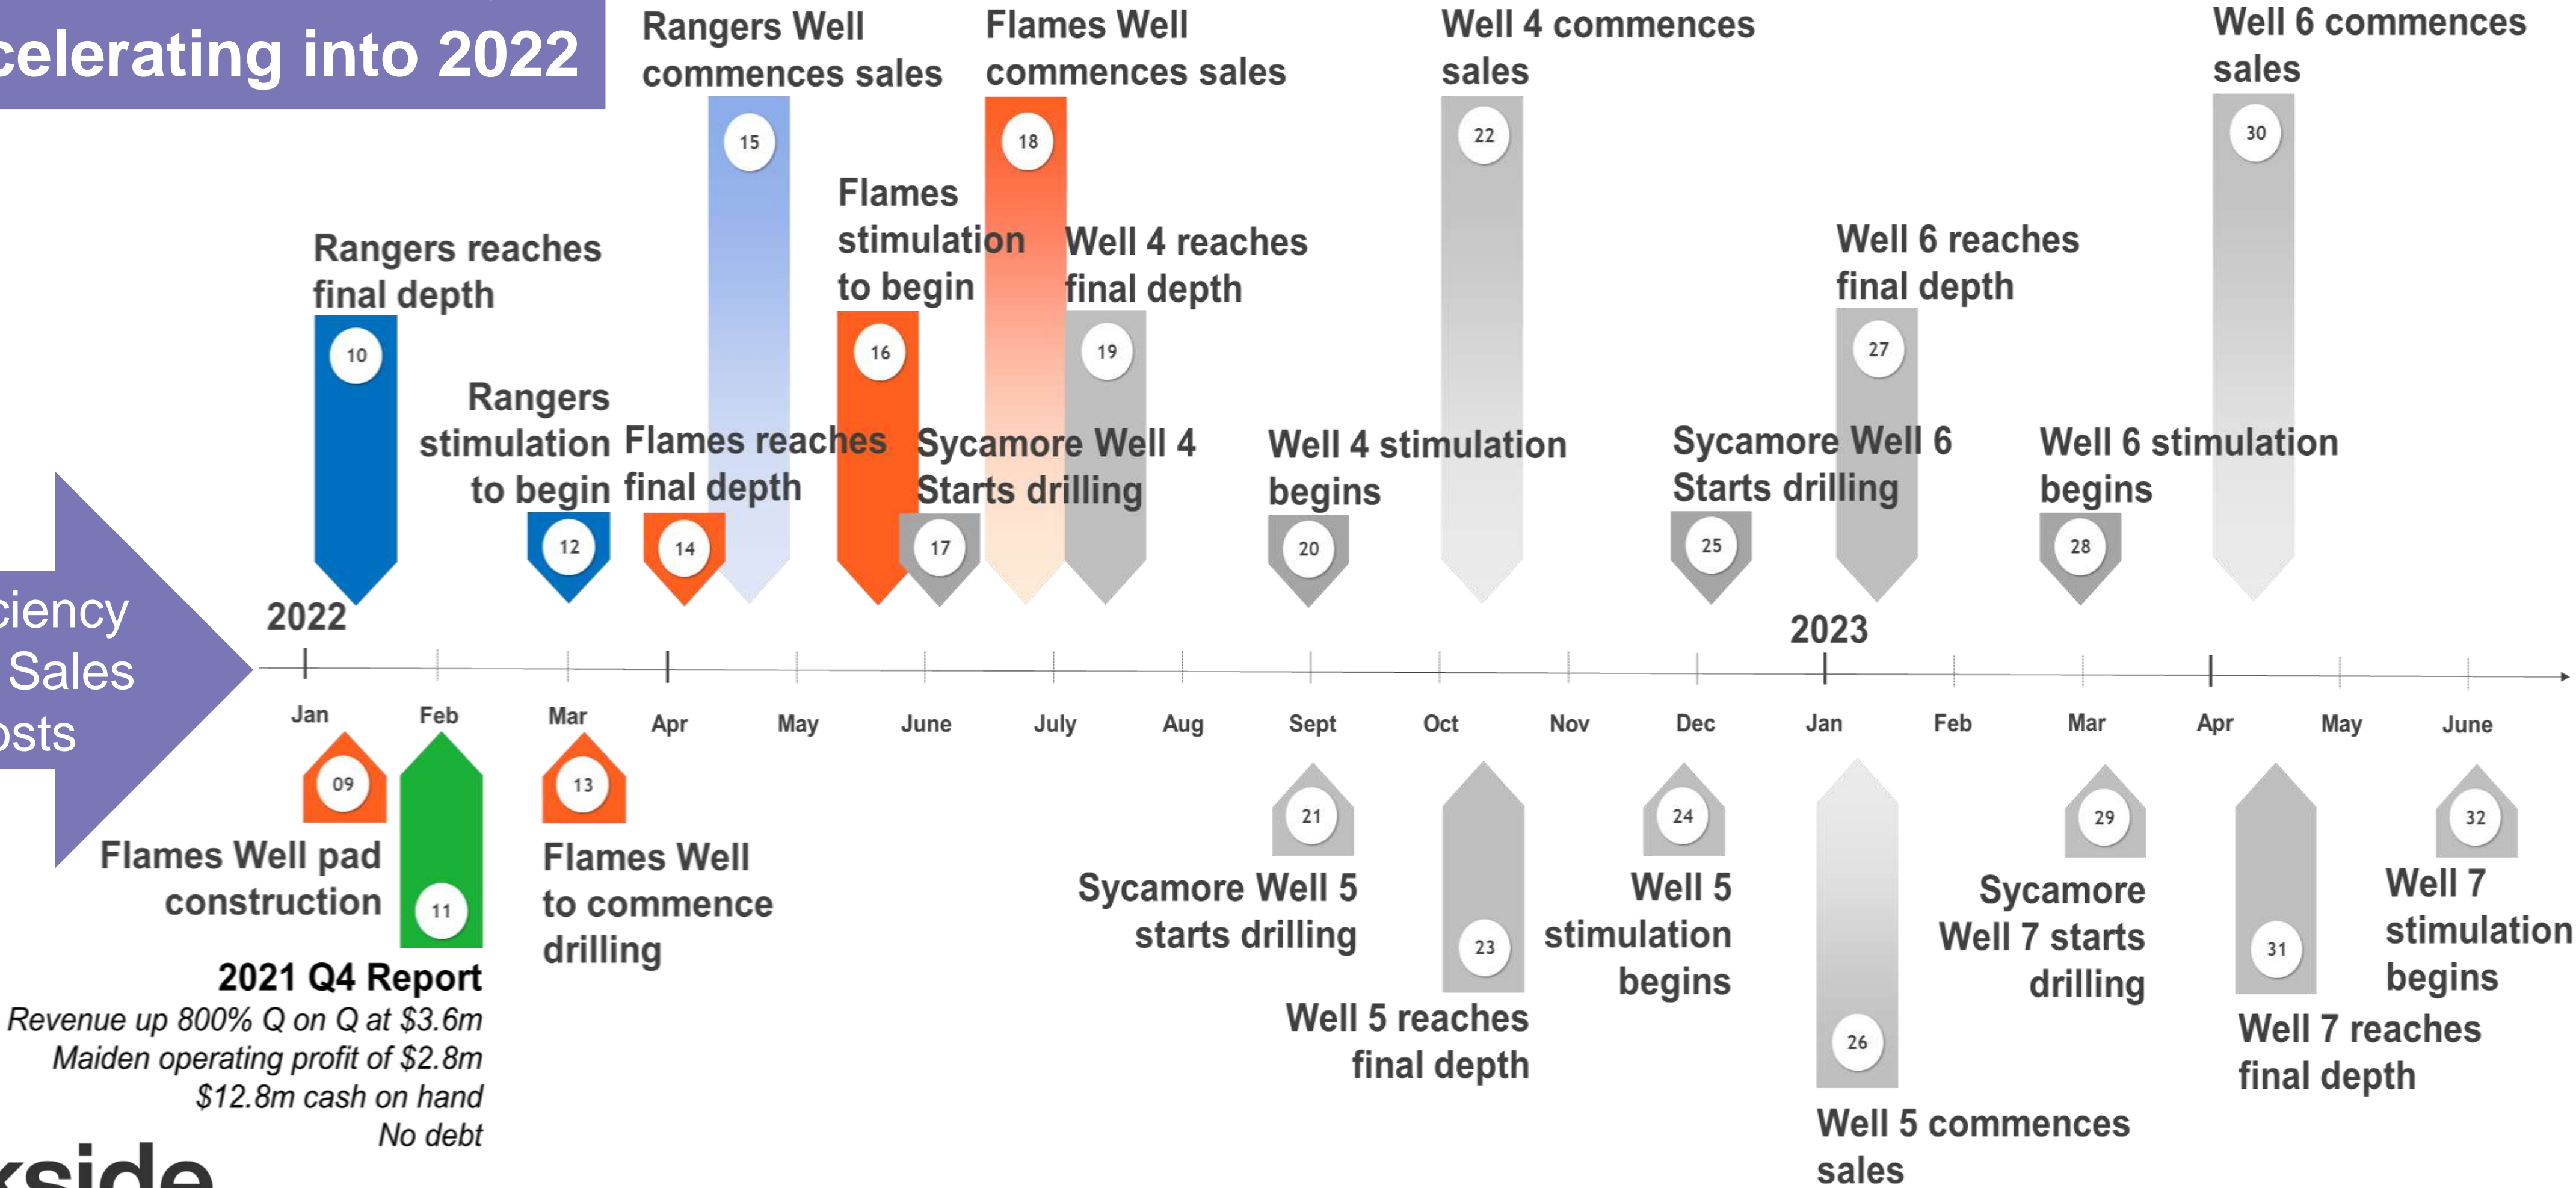 celerating into 2022
Rangers Well
commences sales
Flames Well
commences sales
Well 4 commences
sales
Well 6 commences
sales
15
18
22
30
Flames
stimulation
to begin
Rangers reaches
final depth
Well 4 reaches
final depth
Well 6 reaches
final depth
10
16
19
27
Rangers
stimulation
to begin
Flames reaches
final depth
Sycamore Well 4
Starts drilling
Well 4 stimulation
begins
Sycamore Well 6
Starts drilling
Well 6 stimulation
begins
12
14
17
20
25
28
ciency
Sales
osts
2022
2023
Jan
Feb
Mar
Apr
May
June
July
Aug
Sept
Oct
Nov
Dec
Jan
Feb
Mar
Apr
May
June
09
13
21
24
29
32
Flames Well pad
construction
11
Flames Well
to commence
drilling
Sycamore Well 5
starts drilling
23
Well 5
stimulation
begins
Sycamore
Well 7 starts
drilling
31
Well 7
stimulation
begins
2021 Q4 Report
Revenue up 800% Q on Q at $3.6m
Maiden operating profit of $2.8m
$12.8m cash on hand
No debt
Well 5 reaches
final depth
26
Well 7 reaches
final depth
Well 5 commences
sales
kside